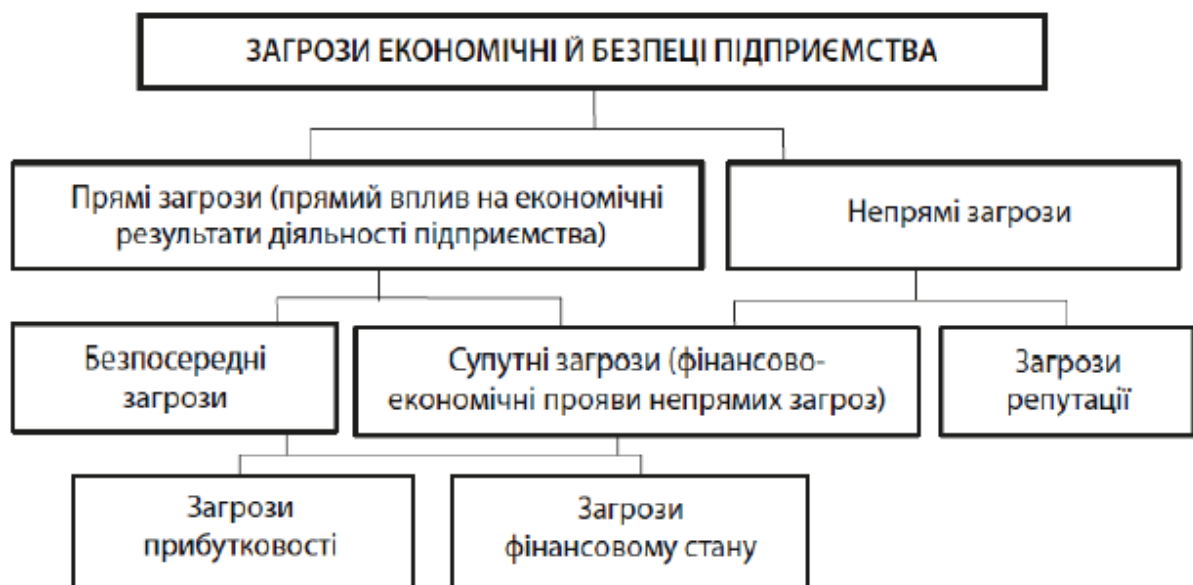 ЗАГРОЗИ ЕКОНОМІЧНІ Й БЕЗПЕЦІ ПІДПРИЄМСТВА
Прямі загрози (прямий вплив на економічні
результати діяльності підприємства)
Непрямі загрози
Безпосередні
загрози
Супутні загрози (фінансово-
економічні прояви непрямих загроз)
Загрози
репутації
Загрози
прибутковості
Загрози
фінансовому стану